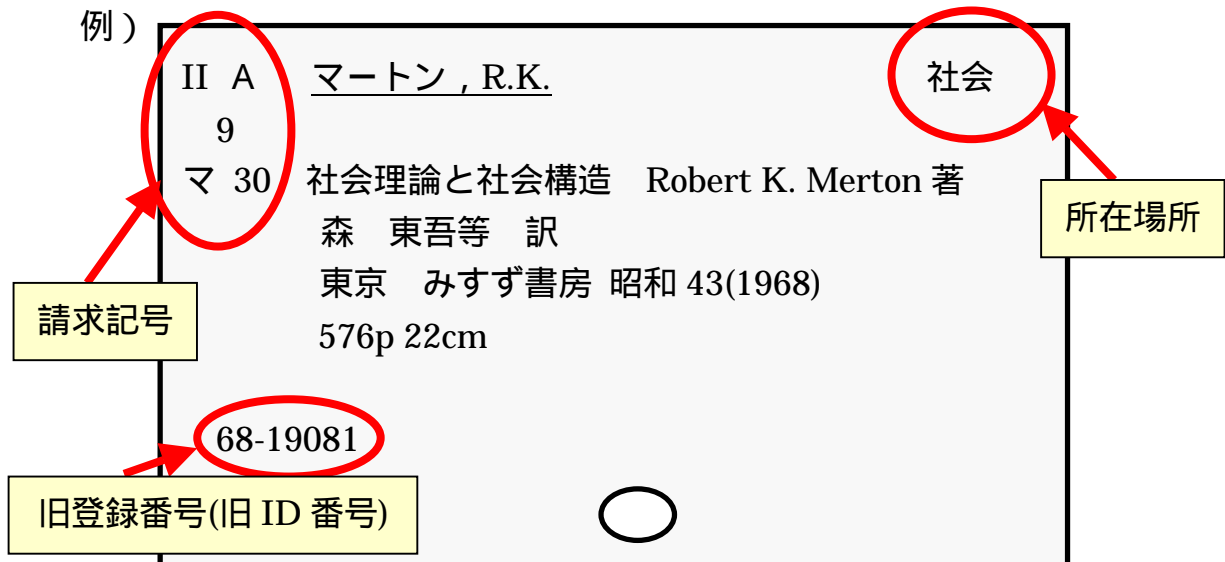 例）
II A マートン , R.K. 社会
9
マ 30 社会理論と社会構造 Robert K. Merton 著
森 東吾等 訳
東京 みすず書房 昭和 43(1968)
576p 22cm
68-19081
所在場所
請求記号
旧登録番号(旧 ID 番号)